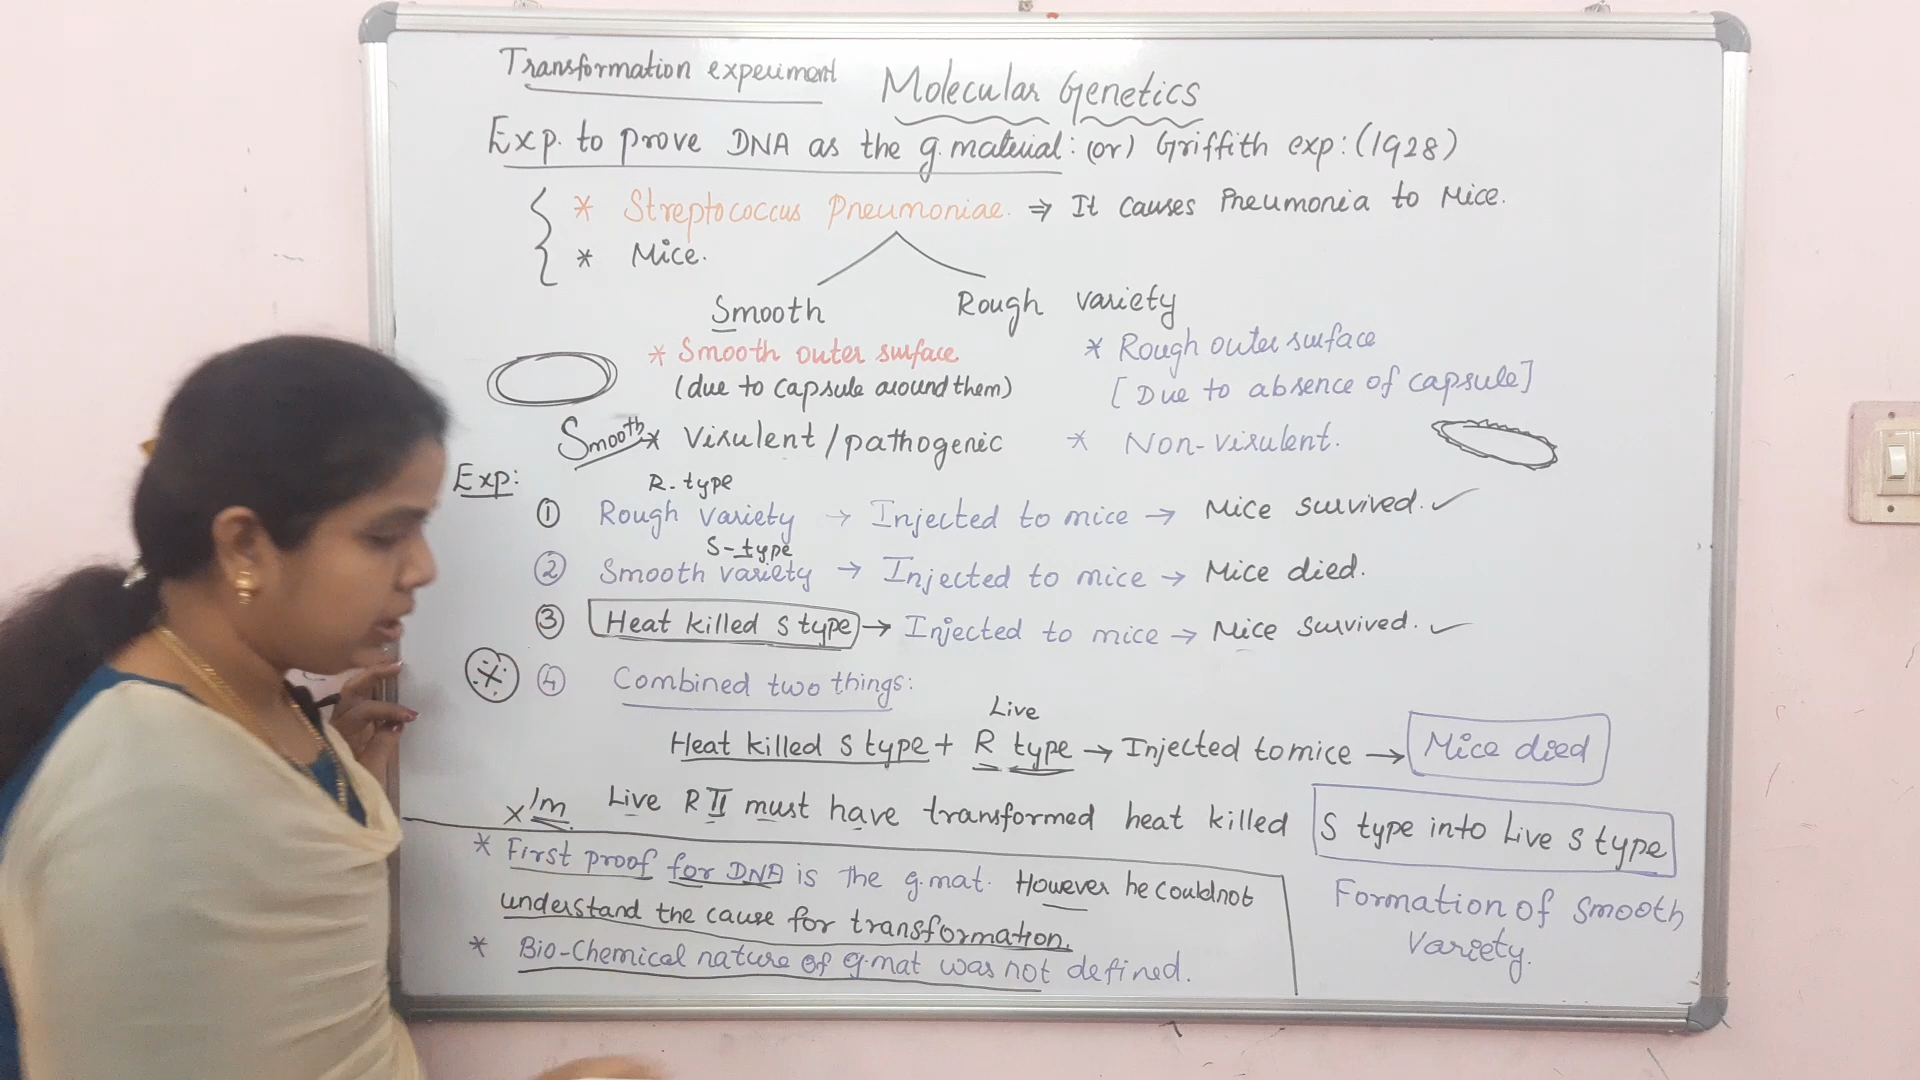 Transformation experiment
Molecular Genetics
Exp. to prove DNA as the g.material: (or) Griffith exp: (1928)
* Streptococcus Pneumoniae. ⇒ It causes Pneumonia to Mice.
* Mice.
Smooth Rough variety
* Smooth outer surface * Rough outer surface
(due to capsule around them) [Due to absence of capsule]
Smooth * Virulent/pathogenic * Non-virulent.
Exp:
R-type
① Rough variety → Injected to mice → Mice survived. ✓
S-type
② Smooth variety → Injected to mice → Mice died.
③ Heat killed S type → Injected to mice → Mice survived. ✓
④ Combined two things:
Live
Heat killed S type + R type → Injected to mice → Mice died
x Im Live R II must have transformed heat killed S type into Live S type
* First proof for DNA is the g.mat. However he could not
understand the cause for transformation.
* Bio-Chemical nature of g.mat was not defined.
Formation of smooth
Variety.